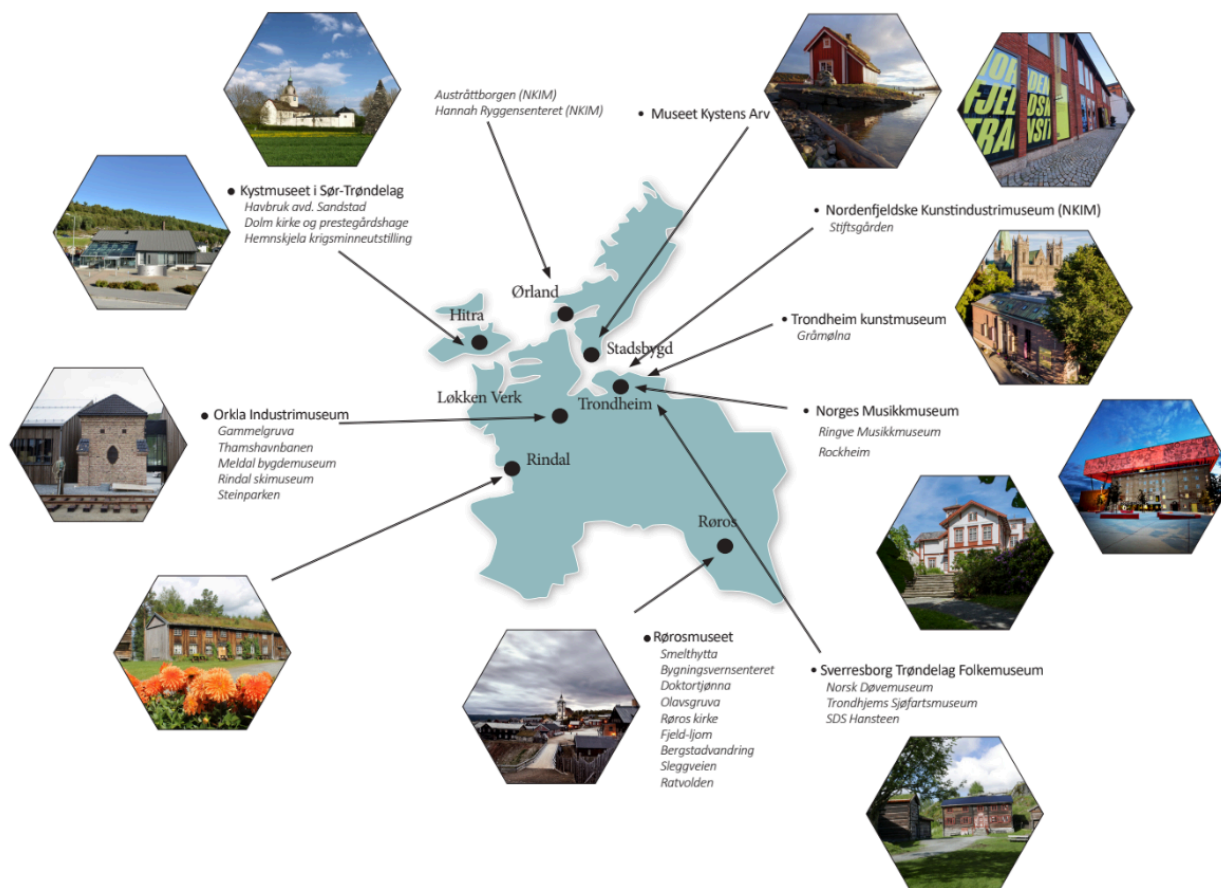 Austråttborgen (NKIM)
Hannah Ryggensenteret (NKIM)
• Museet Kystens Arv
NORDEN
FJELDSKE
TRANSIT
• Kystmuseet i Sør-Trøndelag
Havbruk avd. Sandstad
Dolm kirke og prestegårdshage
Hemnskjela krigsminneutstilling
• Nordenfjeldske Kunstindustrimuseum (NKIM)
Stiftsgården
Ørland
Hitra
Stadsbygd
• Trondheim kunstmuseum
Gråmølna
Løkken Verk
Trondheim
• Orkla Industrimuseum
Gammelgruva
Thamshavnbanen
Meldal bygdemuseum
Rindal skimuseum
Steinparken
• Norges Musikkmuseum
Ringve Musikkmuseum
Rockheim
Rindal
Røros
• Rørosmuseet
Smelthytta
Bygningsvernsenteret
Doktortjønna
Olavsgruva
Røros kirke
Fjeld-ljom
Bergstadvandring
Sleggveien
Ratvolden
• Sverresborg Trøndelag Folkemuseum
Norsk Døvemuseum
Trondhjems Sjøfartsmuseum
SDS Hansteen